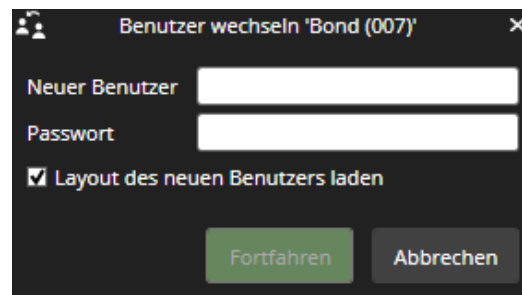 Benutzer wechseln 'Bond (007)'
Neuer Benutzer
Passwort
Layout des neuen Benutzers laden
Fortfahren Abbrechen